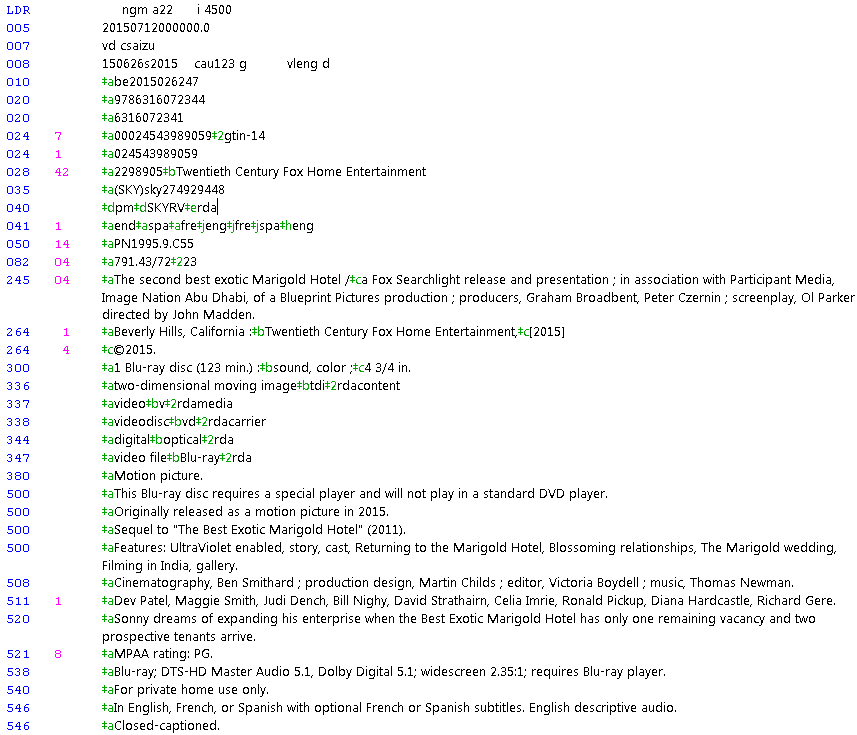 LDR ngm a22 i 4500
005 20150712000000.0
007 vd csaizu
008 150626s2015 cau123 g vleng d
010 ‡abe2015026247
020 ‡a9786316072344
020 ‡a6316072341
024 7 ‡a00024543989059‡2gtin-14
024 1 ‡a024543989059
028 42 ‡a2298905‡bTwentieth Century Fox Home Entertainment
035 ‡a(SKY)sky274929448
040 ‡dpm‡dSKYRV‡erda
041 1 ‡aend‡aspa‡afre‡jeng‡jfre‡jspa‡heng
050 14 ‡aPN1995.9.C55
082 04 ‡a791.43/72‡223
245 04 ‡aThe second best exotic Marigold Hotel /‡ca Fox Searchlight release and presentation ; in association with Participant Media,
Image Nation Abu Dhabi, of a Blueprint Pictures production ; producers, Graham Broadbent, Peter Czernin ; screenplay, Ol Parker
directed by John Madden.
264 1 ‡aBeverly Hills, California :‡bTwentieth Century Fox Home Entertainment,‡c[2015]
264 4 ‡c©2015.
300 ‡a1 Blu-ray disc (123 min.) :‡bsound, color ;‡c4 3/4 in.
336 ‡atwo-dimensional moving image‡btdi‡2rdacontent
337 ‡avideo‡bv‡2rdamedia
338 ‡avideodisc‡bvd‡2rdacarrier
344 ‡adigital‡boptical‡2rda
347 ‡avideo file‡bBlu-ray‡2rda
380 ‡aMotion picture.
500 ‡aThis Blu-ray disc requires a special player and will not play in a standard DVD player.
500 ‡aOriginally released as a motion picture in 2015.
500 ‡aSequel to "The Best Exotic Marigold Hotel" (2011).
500 ‡aFeatures: UltraViolet enabled, story, cast, Returning to the Marigold Hotel, Blossoming relationships, The Marigold wedding,
Filming in India, gallery.
508 ‡aCinematography, Ben Smithard ; production design, Martin Childs ; editor, Victoria Boydell ; music, Thomas Newman.
511 1 ‡aDev Patel, Maggie Smith, Judi Dench, Bill Nighy, David Strathairn, Celia Imrie, Ronald Pickup, Diana Hardcastle, Richard Gere.
520 ‡aSonny dreams of expanding his enterprise when the Best Exotic Marigold Hotel has only one remaining vacancy and two
prospective tenants arrive.
521 8 ‡aMPAA rating: PG.
538 ‡aBlu-ray; DTS-HD Master Audio 5.1, Dolby Digital 5.1; widescreen 2.35:1; requires Blu-ray player.
540 ‡aFor private home use only.
546 ‡aIn English, French, or Spanish with optional French or Spanish subtitles. English descriptive audio.
546 ‡aClosed-captioned.